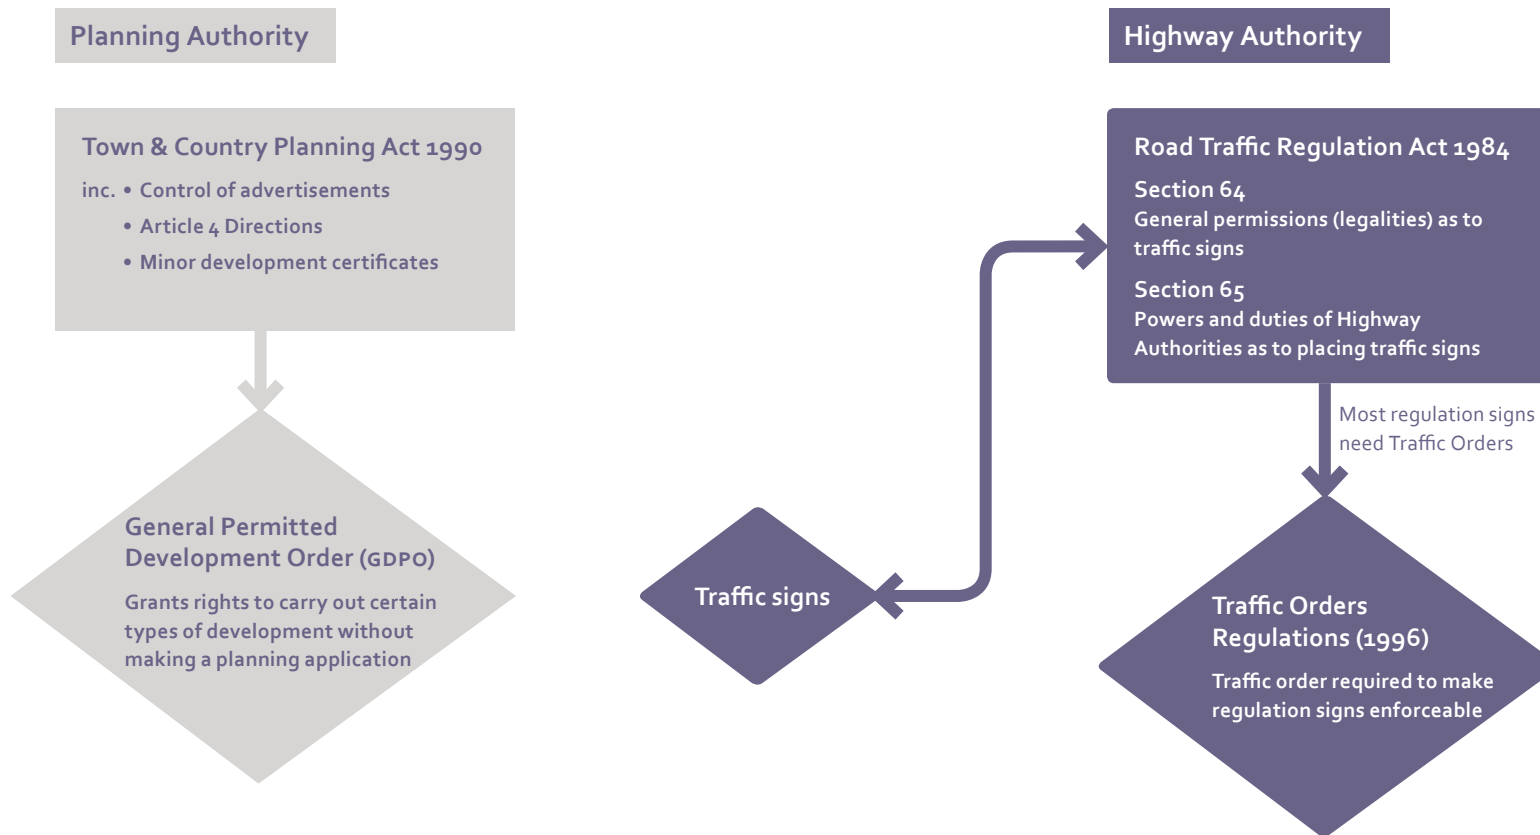 Planning Authority
Town & Country Planning Act 1990
inc. • Control of advertisements
• Article 4 Directions
• Minor development certificates
General Permitted
Development Order (GDPO)
Grants rights to carry out certain
types of development without
making a planning application
Traffic signs
Highway Authority
Road Traffic Regulation Act 1984
Section 64
General permissions (legalities) as to
traffic signs
Section 65
Powers and duties of Highway
Authorities as to placing traffic signs
Most regulation signs
need Traffic Orders
Traffic Orders
Regulations (1996)
Traffic order required to make
regulation signs enforceable